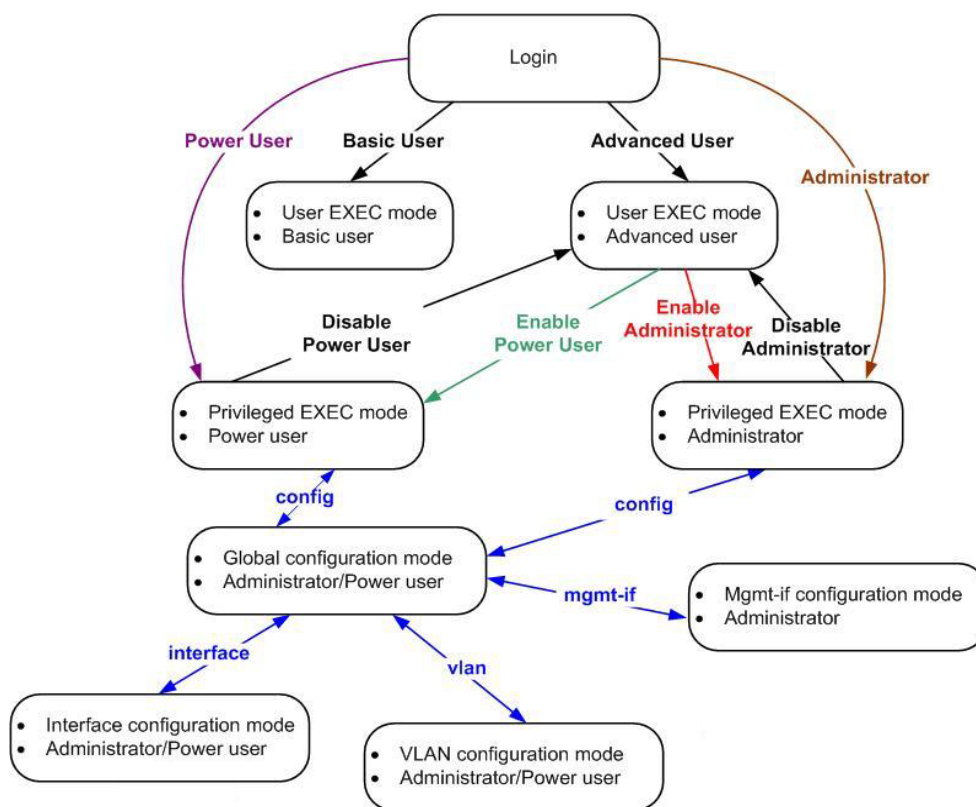 Login
Power User
Basic User
Advanced User
Administrator
• User EXEC mode
• Basic user
• User EXEC mode
• Advanced user
Disable
Power User
Enable
Power User
Enable
Administrator
Disable
Administrator
• Privileged EXEC mode
• Power user
• Privileged EXEC mode
• Administrator
config
config
• Global configuration mode
• Administrator/Power user
mgmt-if
• Mgmt-if configuration mode
• Administrator
interface
vlan
• Interface configuration mode
• Administrator/Power user
• VLAN configuration mode
• Administrator/Power user